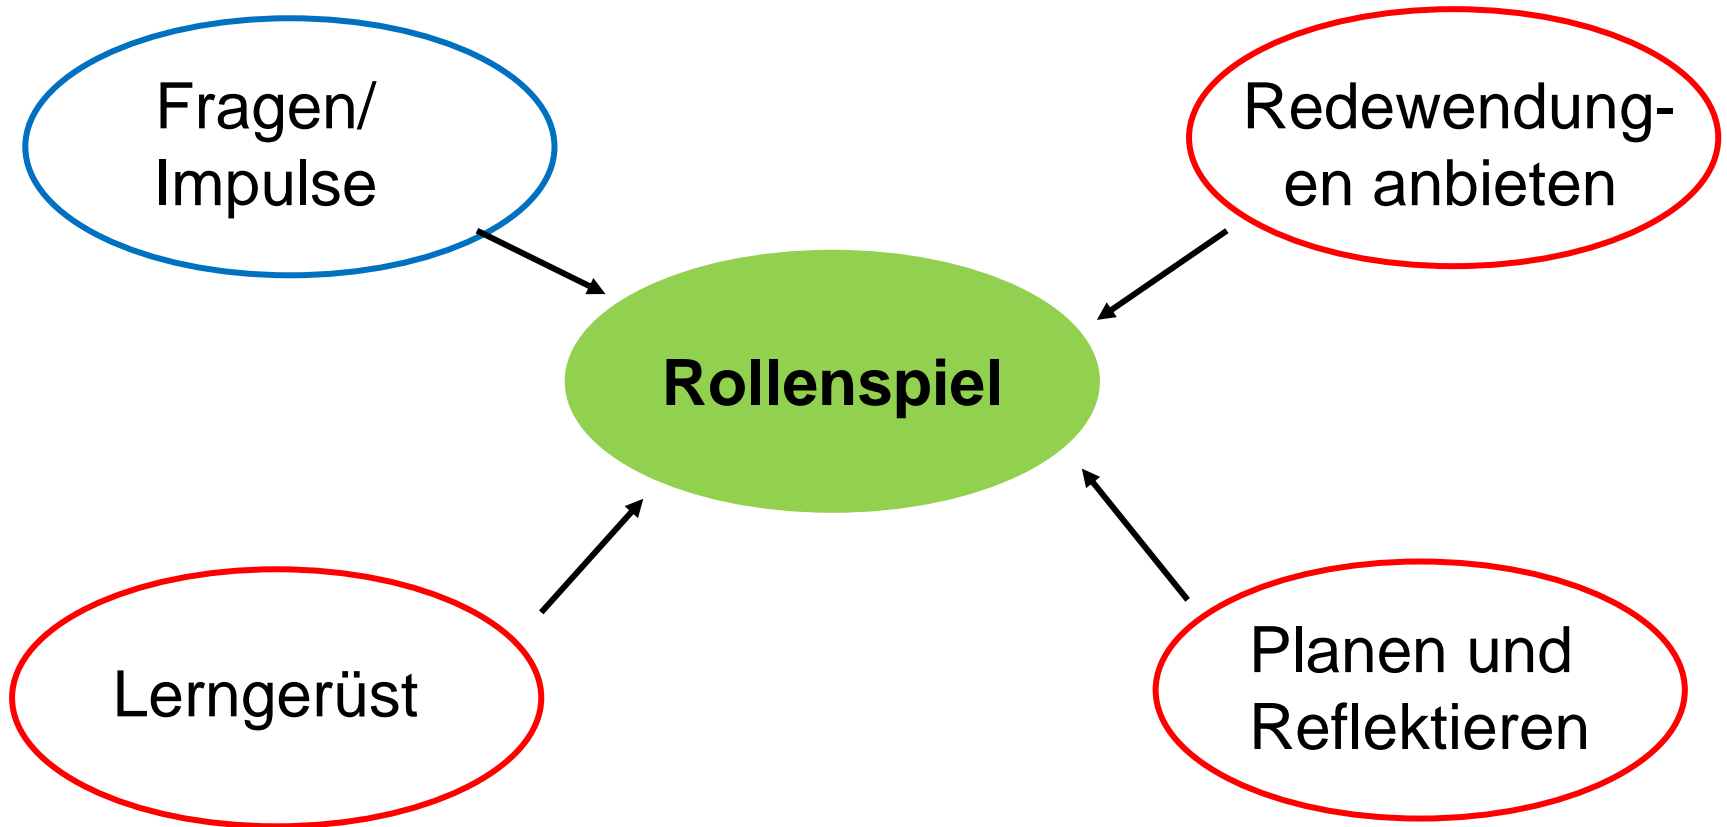 Fragen/
Impulse
Redewendung-
en anbieten
Rollenspiel
Lerngerüst
Planen und
Reflektieren